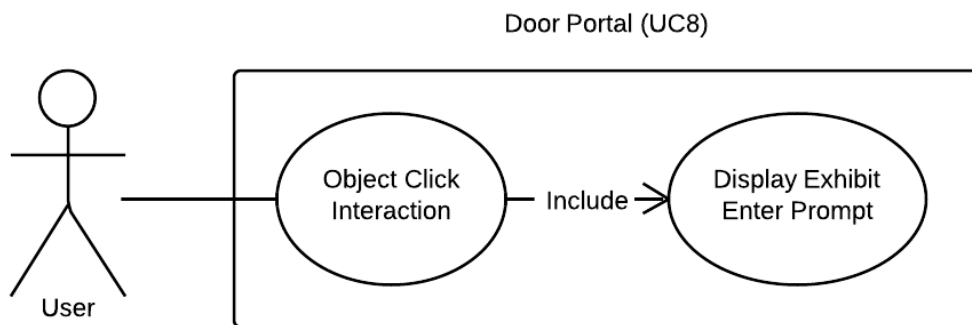 Door Portal (UC8)
Object Click
Interaction
Include
Display Exhibit
Enter Prompt
User